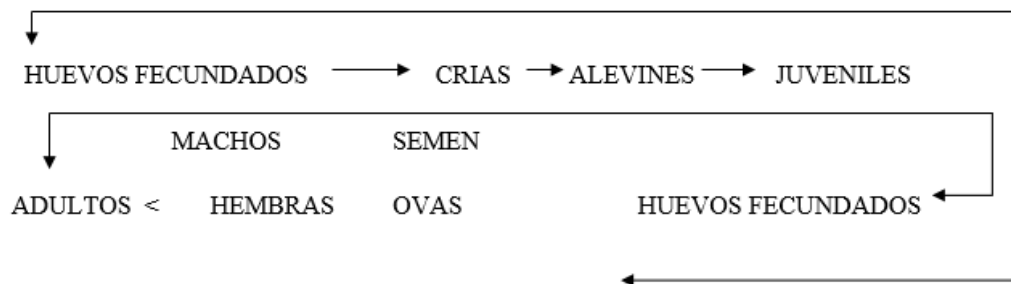 HUEVOS FECUNDADOS CRIAS ALEVINES JUVENILES
MACHOS SEMEN
ADULTOS < HEMBRAS OVAS HUEVOS FECUNDADOS